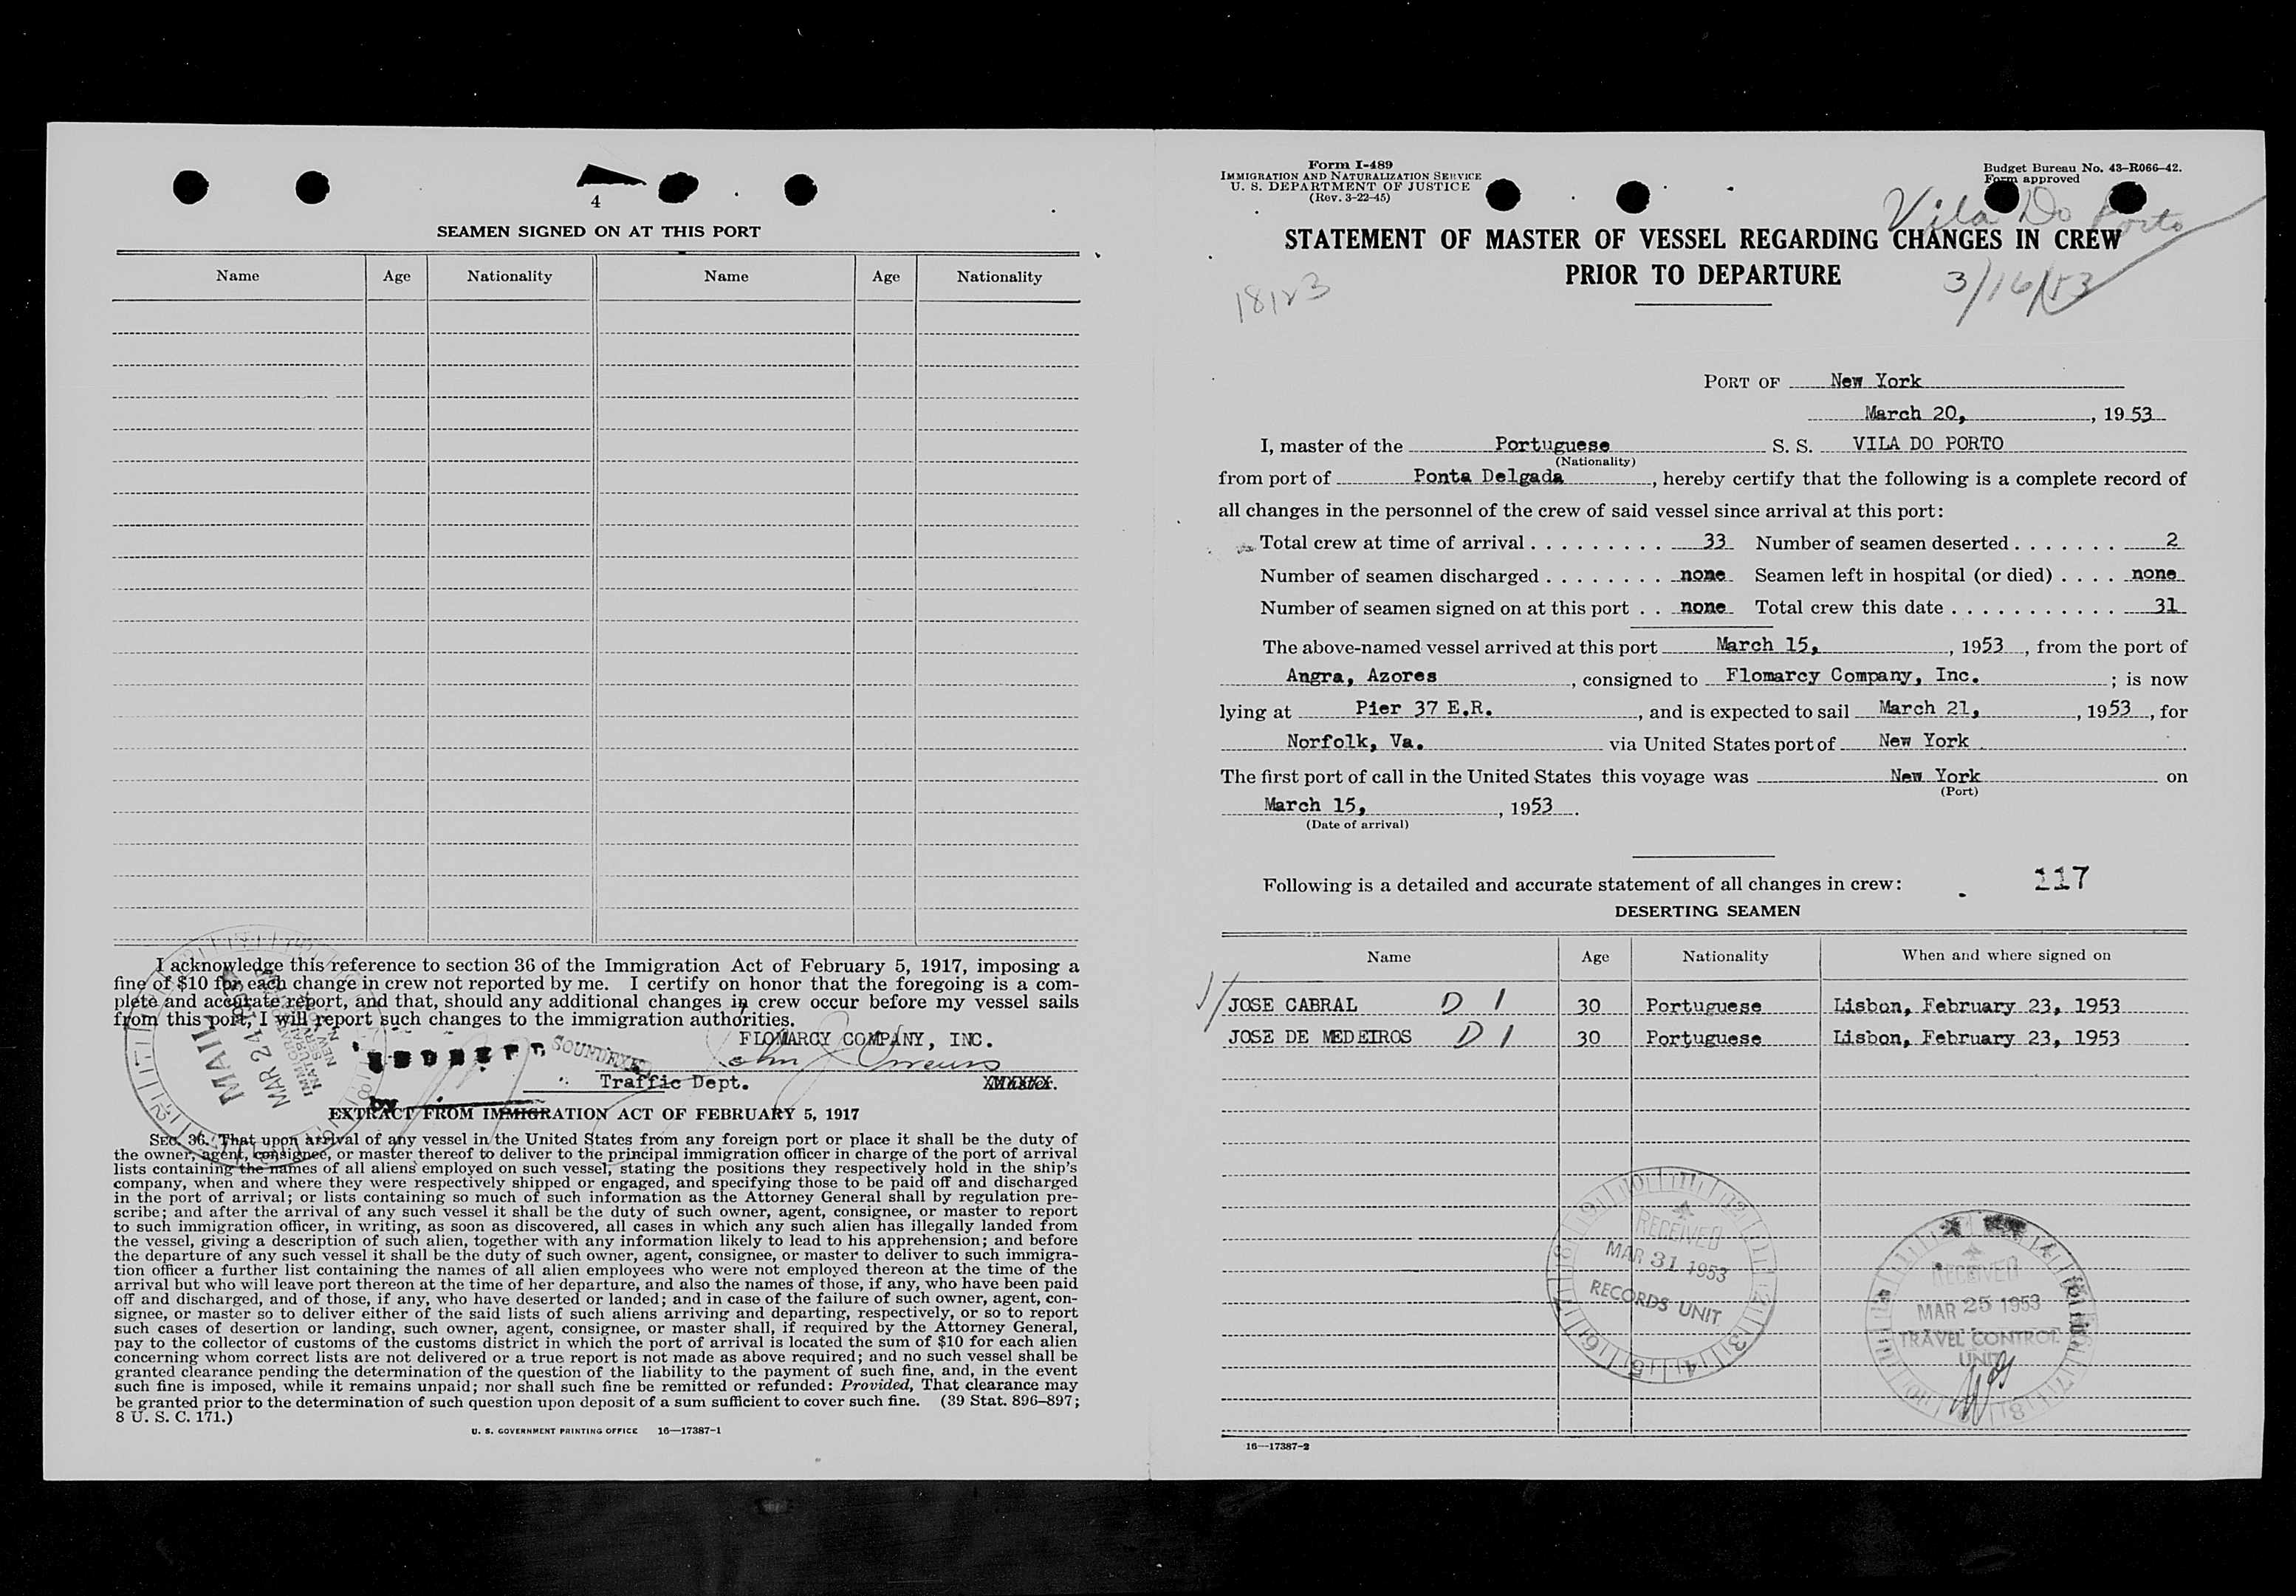 4
SEAMEN SIGNED ON AT THIS PORT
Name Age Nationality Name Age Nationality
I acknowledge this reference to section 36 of the Immigration Act of February 5, 1917, imposing a
fine of $10 for each change in crew not reported by me. I certify on honor that the foregoing is a com-
plete and accurate report, and that, should any additional changes in crew occur before my vessel sails
from this port, I will report such changes to the immigration authorities.
FLOMARCY COMPANY, INC.
Traffic Dept. Master.
by
MAIL
MAR 24
EXTRACT FROM IMMIGRATION ACT OF FEBRUARY 5, 1917
SEC. 36. That upon arrival of any vessel in the United States from any foreign port or place it shall be the duty of
the owner, agent, consignee, or master thereof to deliver to the principal immigration officer in charge of the port of arrival
lists containing the names of all aliens employed on such vessel, stating the positions they respectively hold in the ship's
company, when and where they were respectively shipped or engaged, and specifying those to be paid off and discharged
in the port of arrival; or lists containing so much of such information as the Attorney General shall by regulation pre-
scribe; and after the arrival of any such vessel it shall be the duty of such owner, agent, consignee, or master to report
to such immigration officer, in writing, as soon as discovered, all cases in which any such alien has illegally landed from
the vessel, giving a description of such alien, together with any information likely to lead to his apprehension; and before
the departure of any such vessel it shall be the duty of such owner, agent, consignee, or master to deliver to such immigra-
tion officer a further list containing the names of all alien employees who were not employed thereon at the time of the
arrival but who will leave port thereon at the time of her departure, and also the names of those, if any, who have been paid
off and discharged, and of those, if any, who have deserted or landed; and in case of the failure of such owner, agent, con-
signee, or master so to deliver either of the said lists of such aliens arriving and departing, respectively, or so to report
such cases of desertion or landing, such owner, agent, consignee, or master shall, if required by the Attorney General,
pay to the collector of customs of the customs district in which the port of arrival is located the sum of $10 for each alien
concerning whom correct lists are not delivered or a true report is not made as above required; and no such vessel shall be
granted clearance pending the determination of the question of the liability to the payment of such fine, and, in the event
such fine is imposed, while it remains unpaid; nor shall such fine be remitted or refunded: Provided, That clearance may
be granted prior to the determination of such question upon deposit of a sum sufficient to cover such fine. (39 Stat. 896–897;
8 U. S. C. 171.)
U. S. GOVERNMENT PRINTING OFFICE 16—17387-1
Form I-489
IMMIGRATION AND NATURALIZATION SERVICE
U. S. DEPARTMENT OF JUSTICE
(Rev. 3-22-45)
Budget Bureau No. 43-R066-42.
Form approved
Vila Do Porto
STATEMENT OF MASTER OF VESSEL REGARDING CHANGES IN CREW
PRIOR TO DEPARTURE
18123
3/16/53
PORT OF New York
March 20, , 1953
I, master of the Portuguese S. S. VILA DO PORTO
(Nationality)
from port of Ponta Delgada , hereby certify that the following is a complete record of
all changes in the personnel of the crew of said vessel since arrival at this port:
Total crew at time of arrival . . . . . . . . . 33 Number of seamen deserted . . . . . . . 2
Number of seamen discharged . . . . . . . . none Seamen left in hospital (or died) . . . . none
Number of seamen signed on at this port . . none Total crew this date . . . . . . . . . . . 31
The above-named vessel arrived at this port March 15, , 1953 , from the port of
Angra, Azores , consigned to Flomarcy Company, Inc. ; is now
lying at Pier 37 E.R. , and is expected to sail March 21, , 1953 , for
Norfolk, Va. via United States port of New York
The first port of call in the United States this voyage was New York on
(Port)
March 15, , 1953 .
(Date of arrival)
Following is a detailed and accurate statement of all changes in crew: 117
DESERTING SEAMEN
Name Age Nationality When and where signed on
JOSE CABRAL D 1 30 Portuguese Lisbon, February 23, 1953
JOSE DE MEDEIROS D 1 30 Portuguese Lisbon, February 23, 1953
RECEIVED
MAR 31 1953
RECORDS UNIT
RECEIVED
MAR 25 1953
TRAVEL CONTROL
UNIT
16—17387-2